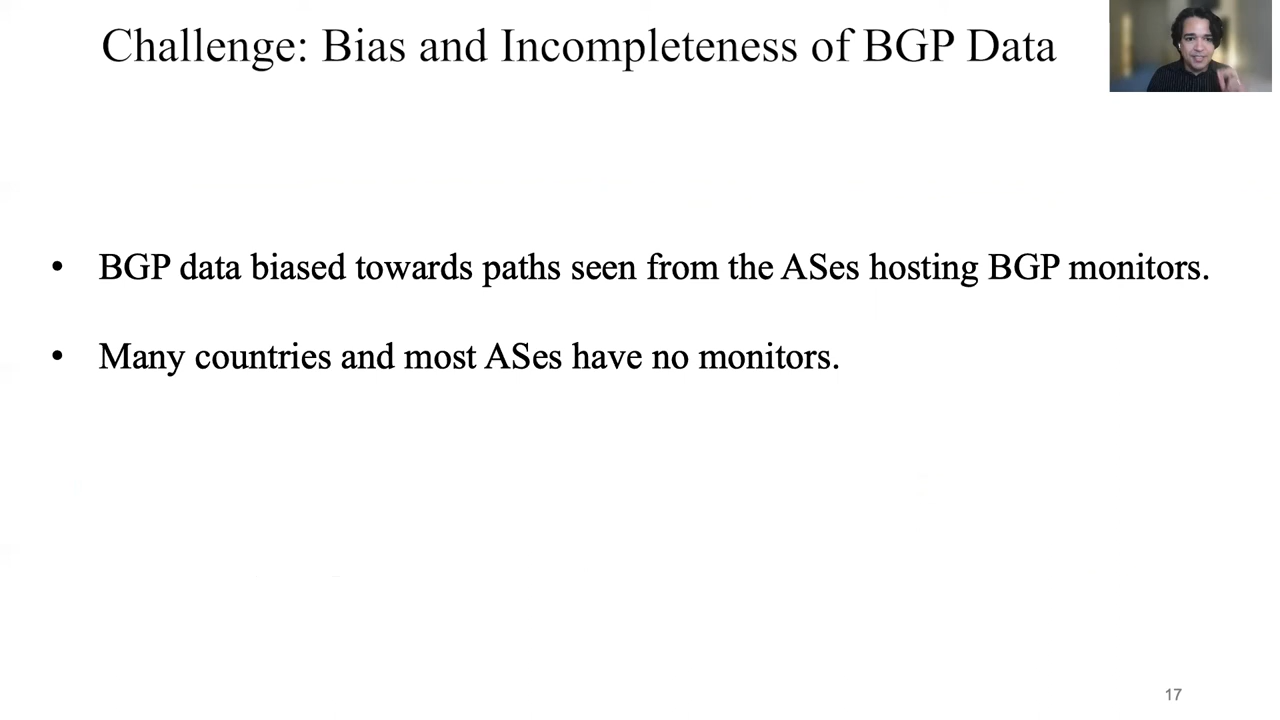 Challenge: Bias and Incompleteness of BGP Data
• BGP data biased towards paths seen from the ASes hosting BGP monitors.
• Many countries and most ASes have no monitors.
17